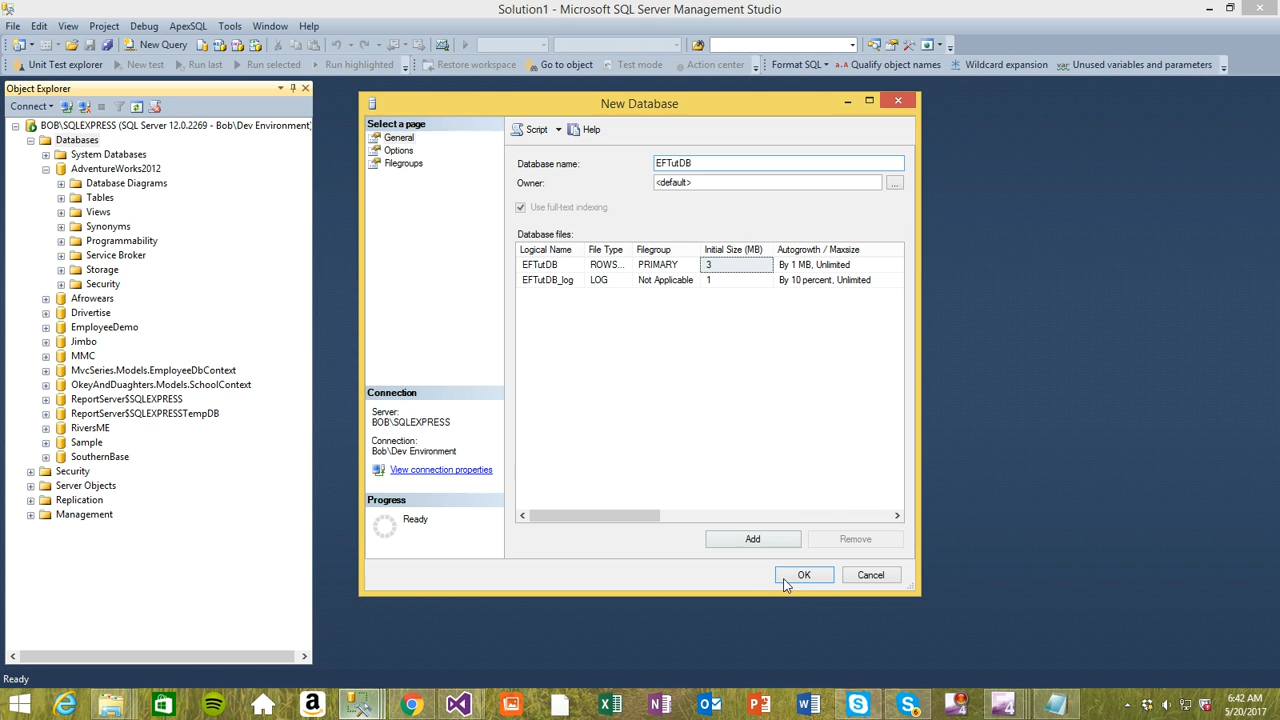 Solution1 - Microsoft SQL Server Management Studio
File Edit View Project Debug ApexSQL Tools Window Help
New Query
Unit Test explorer New test Run last Run selected Run highlighted Restore workspace Go to object Test mode Action center Format SQL Qualify object names Wildcard expansion Unused variables and parameters
Object Explorer
Connect
BOB\SQLEXPRESS (SQL Server 12.0.2269 - Bob\Dev Environment)
Databases
System Databases
AdventureWorks2012
Database Diagrams
Tables
Views
Synonyms
Programmability
Service Broker
Storage
Security
Afrowears
Drivertise
EmployeeDemo
Jimbo
MMC
MvcSeries.Models.EmployeeDbContext
OkeyAndDuaghters.Models.SchoolContext
ReportServer$SQLEXPRESS
ReportServer$SQLEXPRESSTempDB
RiversME
Sample
SouthernBase
Security
Server Objects
Replication
Management
New Database
Select a page
General
Options
Filegroups
Script Help
Database name: EFTutDB
Owner: <default> ...
Use full-text indexing
Database files:
Logical Name File Type Filegroup Initial Size (MB) Autogrowth / Maxsize
EFTutDB ROWS... PRIMARY 3 By 1 MB, Unlimited
EFTutDB_log LOG Not Applicable 1 By 10 percent, Unlimited
Connection
Server:
BOB\SQLEXPRESS
Connection:
Bob\Dev Environment
View connection properties
Progress
Ready
Add Remove
OK Cancel
Ready
6:42 AM
5/20/2017